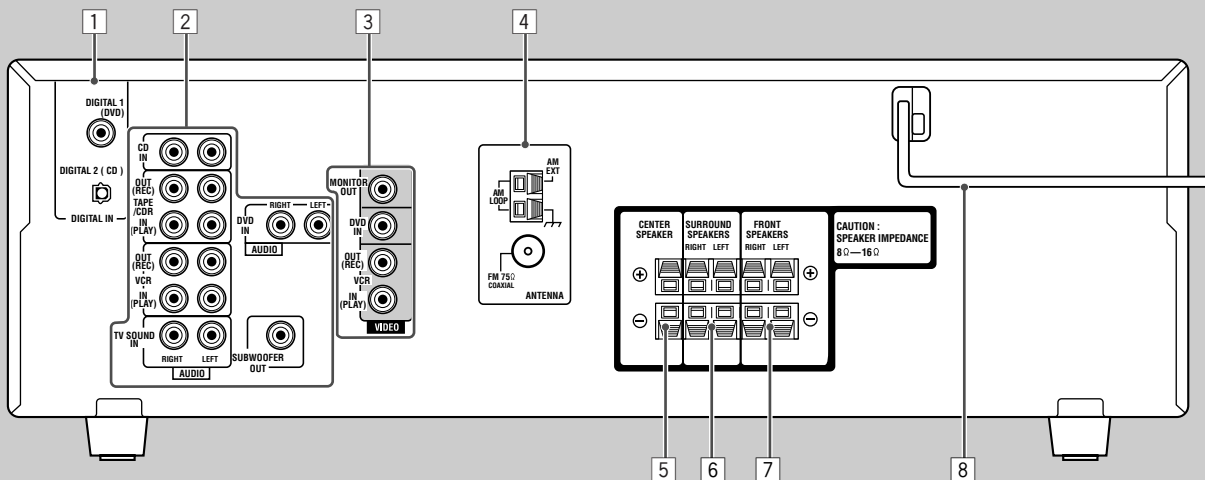 1
2
3
4
DIGITAL 1
(DVD)
DIGITAL 2 ( CD )
DIGITAL IN
CD
IN
OUT
(REC)
TAPE
/CDR
IN
(PLAY)
OUT
(REC)
VCR
IN
(PLAY)
TV SOUND
IN
RIGHT LEFT
AUDIO
RIGHT LEFT
DVD
IN
AUDIO
SUBWOOFER
OUT
MONITOR
OUT
DVD
IN
OUT
(REC)
VCR
IN
(PLAY)
VIDEO
AM
EXT
AM
LOOP
FM 75Ω
COAXIAL
ANTENNA
CENTER
SPEAKER
SURROUND
SPEAKERS
RIGHT LEFT
FRONT
SPEAKERS
RIGHT LEFT
CAUTION :
SPEAKER IMPEDANCE
8Ω—16Ω
+ +
− −
5
6
7
8